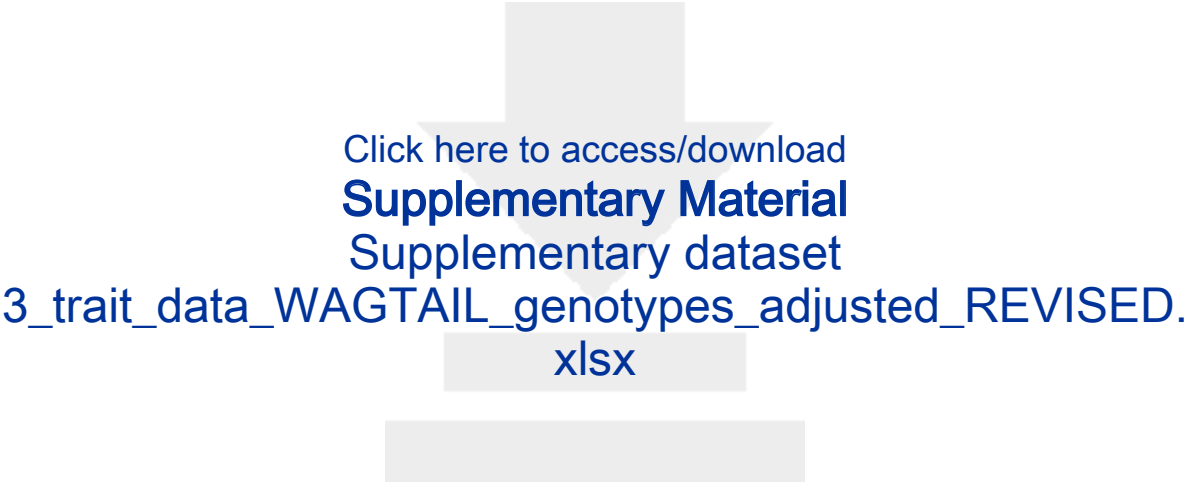 Click here to access/download
Supplementary Material
Supplementary dataset
3_trait_data_WAGTAIL_genotypes_adjusted_REVISED.
xlsx